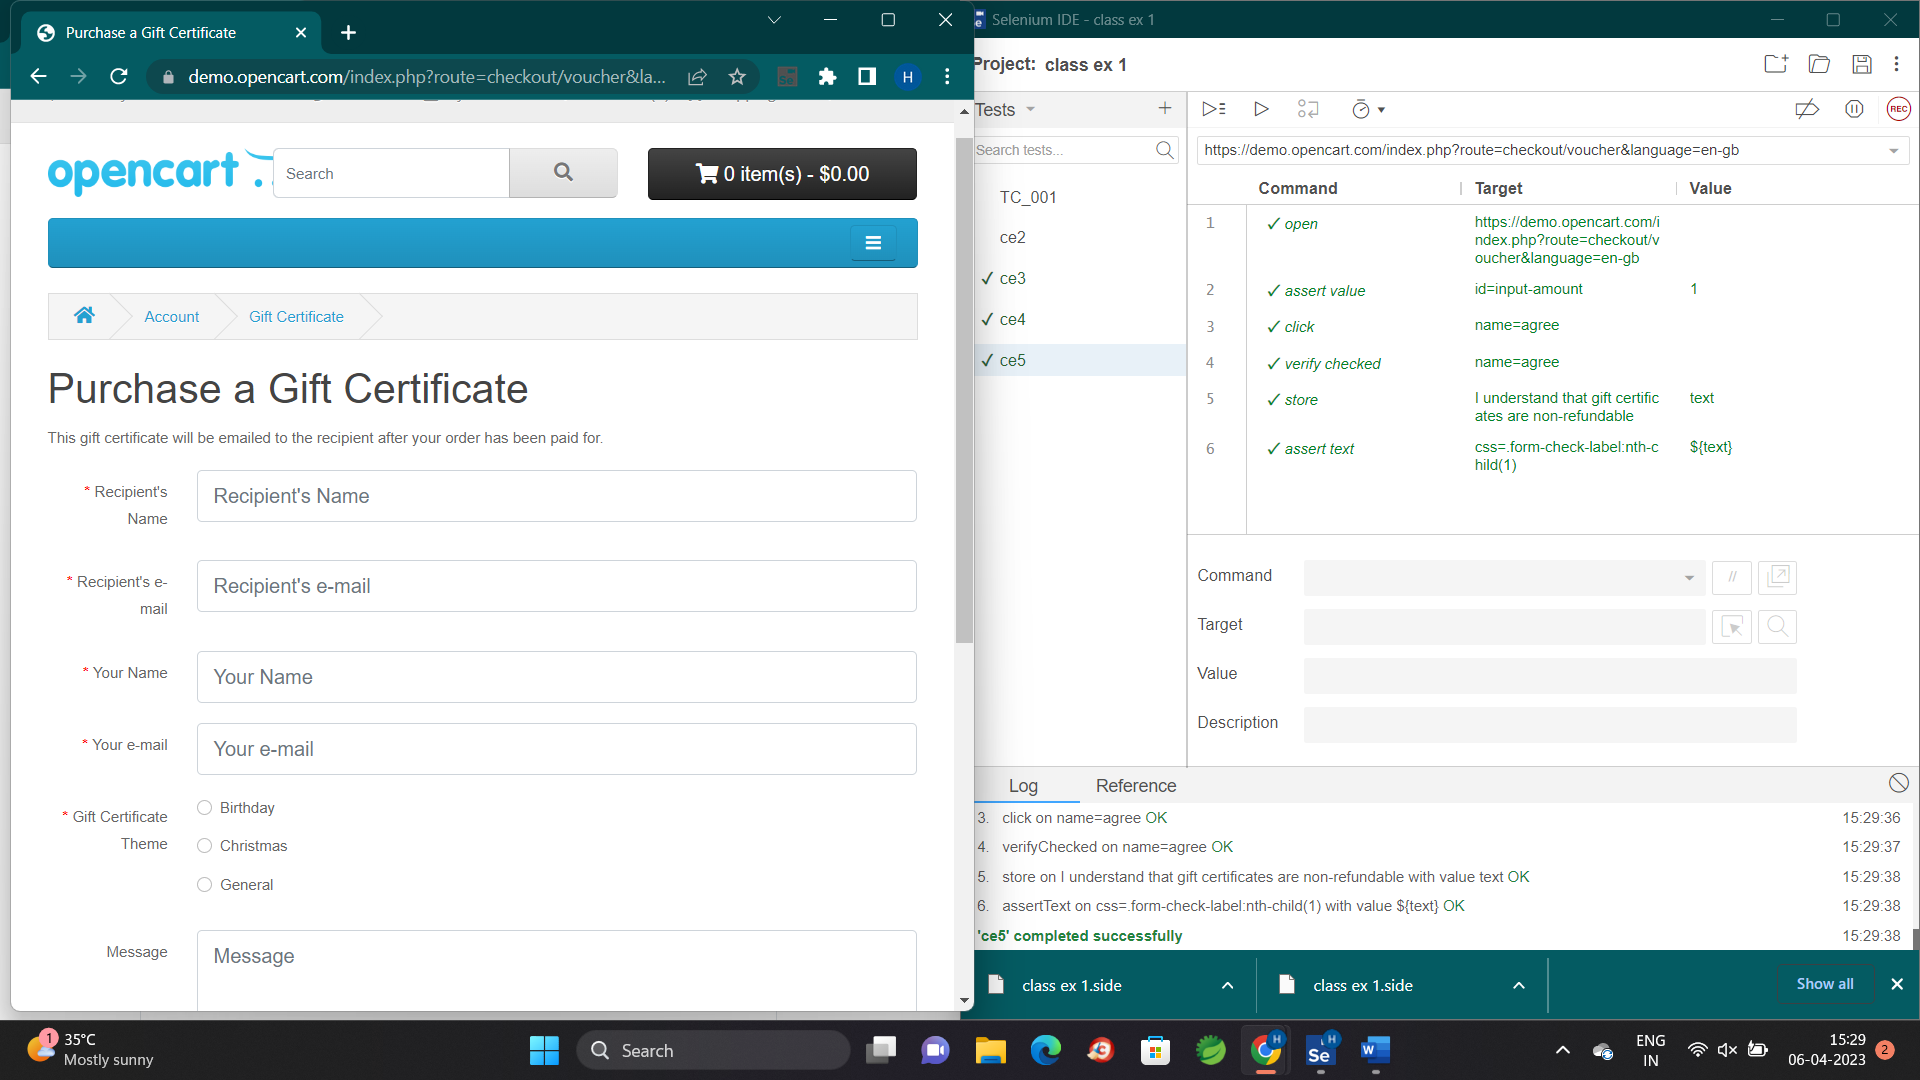 Purchase a Gift Certificate
demo.opencart.com/index.php?route=checkout/voucher&la...
H
opencart
Search
0 item(s) - $0.00
Account
Gift Certificate
Purchase a Gift Certificate
This gift certificate will be emailed to the recipient after your order has been paid for.
* Recipient's
Name
Recipient's Name
* Recipient's e-
mail
Recipient's e-mail
* Your Name
Your Name
* Your e-mail
Your e-mail
* Gift Certificate
Theme
Birthday
Christmas
General
Message
Message
Selenium IDE - class ex 1
Project: class ex 1
Tests
Search tests...
TC_001
ce2
✓ ce3
✓ ce4
✓ ce5
REC
https://demo.opencart.com/index.php?route=checkout/voucher&language=en-gb
Command Target Value
1 ✓ open https://demo.opencart.com/i
ndex.php?route=checkout/v
oucher&language=en-gb
2 ✓ assert value id=input-amount 1
3 ✓ click name=agree
4 ✓ verify checked name=agree
5 ✓ store I understand that gift certific text
ates are non-refundable
6 ✓ assert text css=.form-check-label:nth-c ${text}
hild(1)
Command
//
Target
Value
Description
Log Reference
3. click on name=agree OK 15:29:36
4. verifyChecked on name=agree OK 15:29:37
5. store on I understand that gift certificates are non-refundable with value text OK 15:29:38
6. assertText on css=.form-check-label:nth-child(1) with value ${text} OK 15:29:38
'ce5' completed successfully 15:29:38
class ex 1.side
class ex 1.side
Show all
1
35°C
Mostly sunny
Search
H
Se
H
W
ENG
IN
15:29
06-04-2023
2